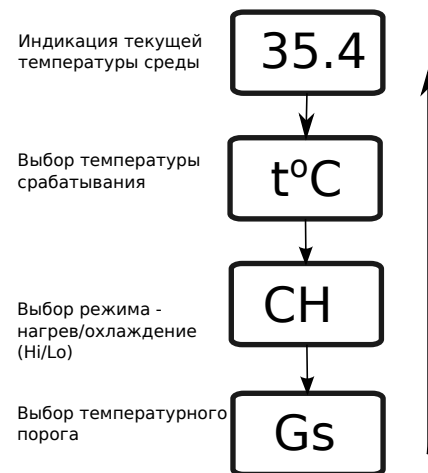 Индикация текущей
температуры среды
35.4
Выбор температуры
срабатывания
t⁰C
Выбор режима -
нагрев/охлаждение
(Hi/Lo)
CH
Выбор температурного
порога
Gs